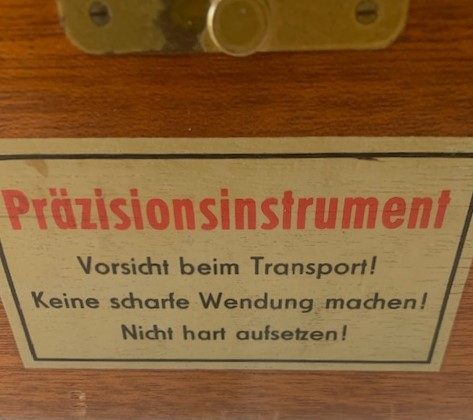 Präzisionsinstrument
Vorsicht beim Transport!
Keine scharfe Wendung machen!
Nicht hart aufsetzen!